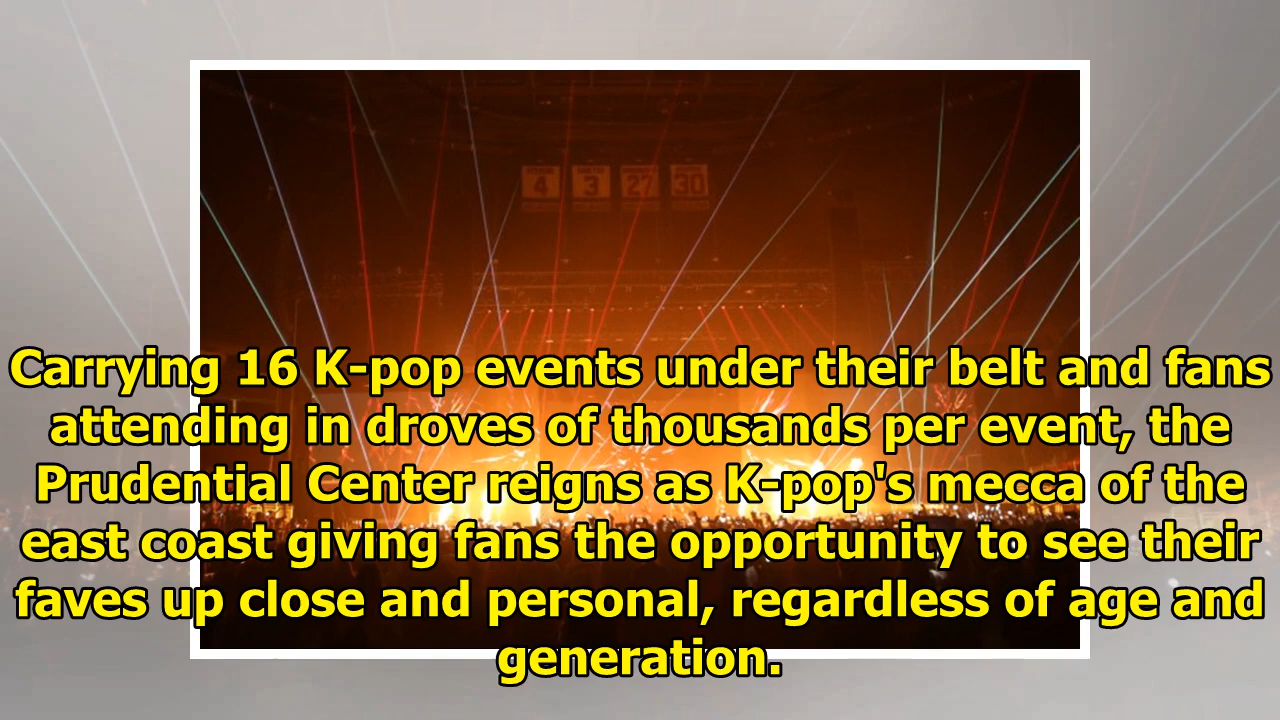 4 3 27 30
Carrying 16 K-pop events under their belt and fans
attending in droves of thousands per event, the
Prudential Center reigns as K-pop's mecca of the
east coast giving fans the opportunity to see their
faves up close and personal, regardless of age and
generation.